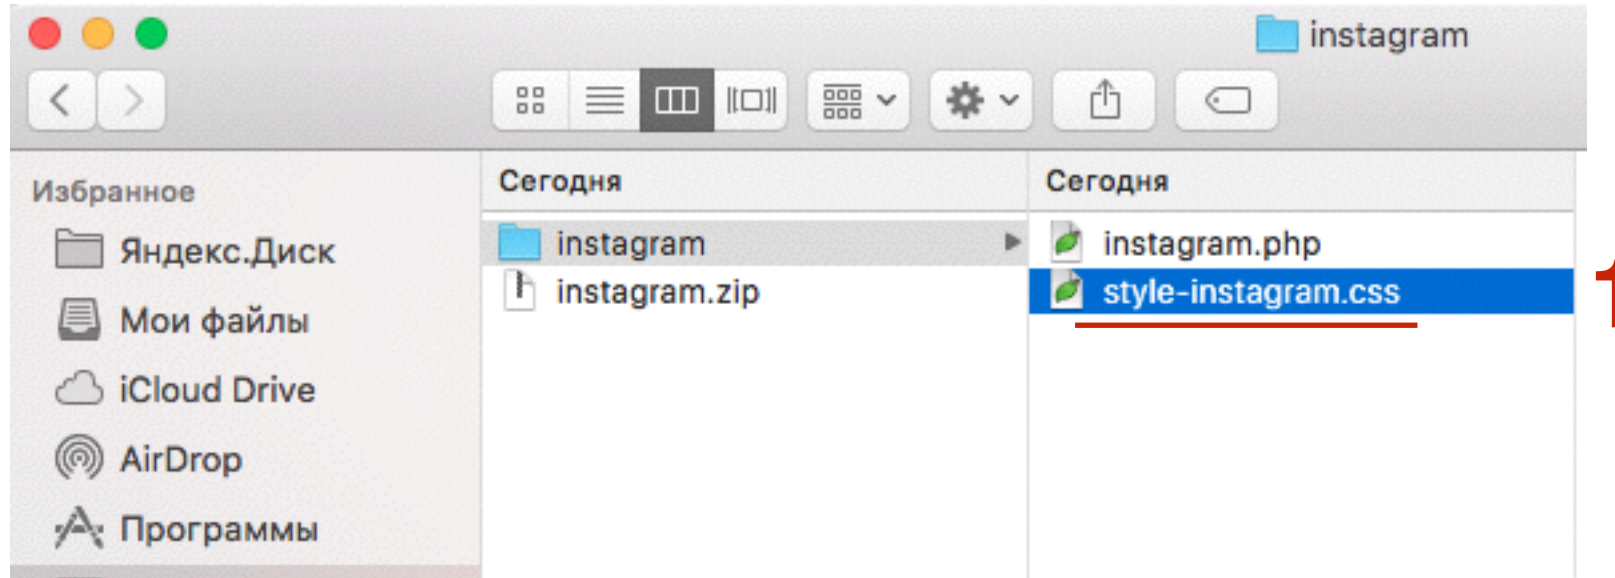 instagram
Избранное
Яндекс.Диск
Мои файлы
iCloud Drive
AirDrop
Программы
Сегодня
instagram
instagram.zip
Сегодня
instagram.php
style-instagram.css
1